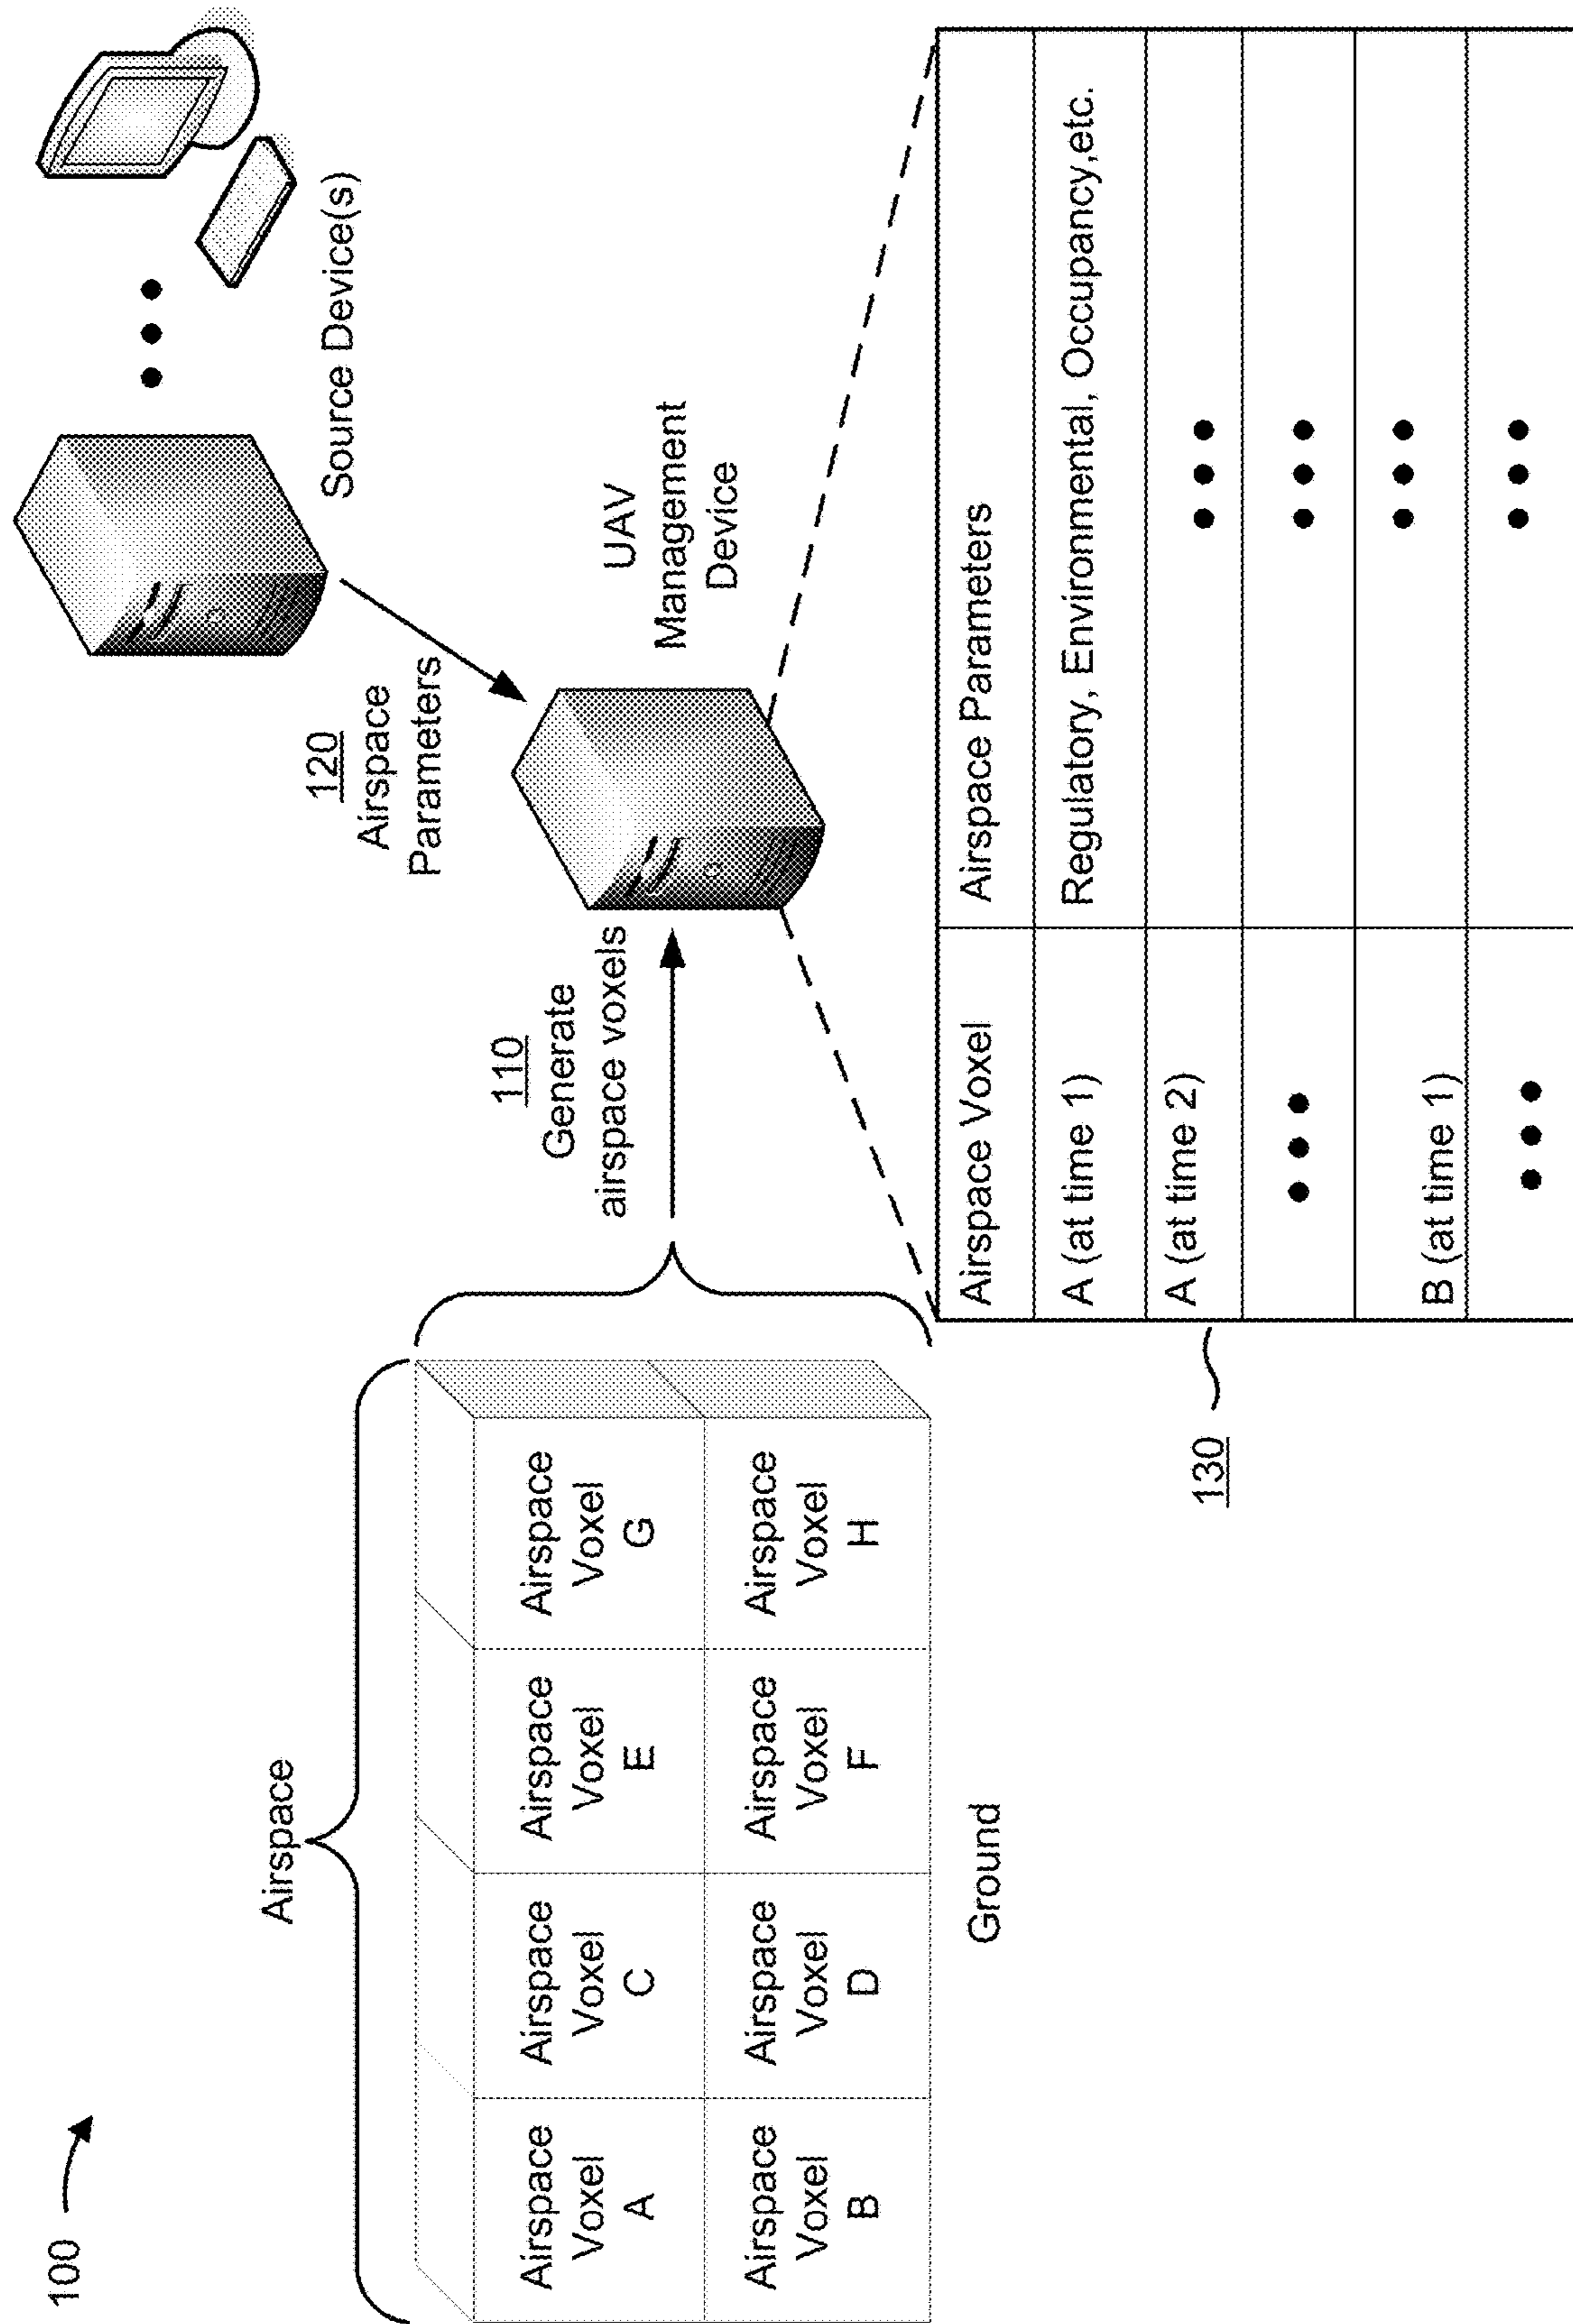 100
Airspace
Airspace
Voxel
A
Airspace
Voxel
C
Airspace
Voxel
E
Airspace
Voxel
G
Airspace
Voxel
B
Airspace
Voxel
D
Airspace
Voxel
F
Airspace
Voxel
H
Ground
110
Generate
airspace voxels
120
Airspace
Parameters
Source Device(s)
UAV
Management
Device
130
Airspace Voxel
Airspace Parameters
A (at time 1)
Regulatory, Environmental, Occupancy,etc.
A (at time 2)
B (at time 1)